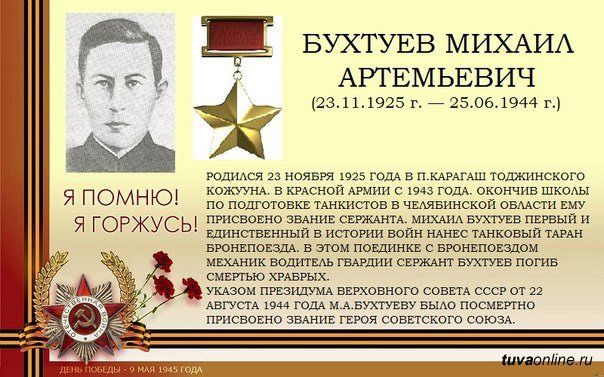 БУХТУЕВ МИХАИЛ
АРТЕМЬЕВИЧ
(23.11.1925 г. — 25.06.1944 г.)
РОДИЛСЯ 23 НОЯБРЯ 1925 ГОДА В П.КАРАГАШ ТОДЖИНСКОГО
КОЖУУНА. В КРАСНОЙ АРМИИ С 1943 ГОДА. ОКОНЧИВ ШКОЛЫ
ПО ПОДГОТОВКЕ ТАНКИСТОВ В ЧЕЛЯБИНСКОЙ ОБЛАСТИ ЕМУ
ПРИСВОЕНО ЗВАНИЕ СЕРЖАНТА. МИХАИЛ БУХТУЕВ ПЕРВЫЙ И
ЕДИНСТВЕННЫЙ В ИСТОРИИ ВОЙН НАНЕС ТАНКОВЫЙ ТАРАН
БРОНЕПОЕЗДА. В ЭТОМ ПОЕДИНКЕ С БРОНЕПОЕЗДОМ
МЕХАНИК ВОДИТЕЛЬ ГВАРДИИ СЕРЖАНТ БУХТУЕВ ПОГИБ
СМЕРТЬЮ ХРАБРЫХ.
УКАЗОМ ПРЕЗИДУМА ВЕРХОВНОГО СОВЕТА СССР ОТ 22
АВГУСТА 1944 ГОДА М.А.БУХТУЕВУ БЫЛО ПОСМЕРТНО
ПРИСВОЕНО ЗВАНИЕ ГЕРОЯ СОВЕТСКОГО СОЮЗА.
Я ПОМНЮ!
Я ГОРЖУСЬ!
ОТЕЧЕСТВЕННАЯ ВОЙНА
ДЕНЬ ПОБЕДЫ - 9 МАЯ 1945 ГОДА
tuvaonline.ru